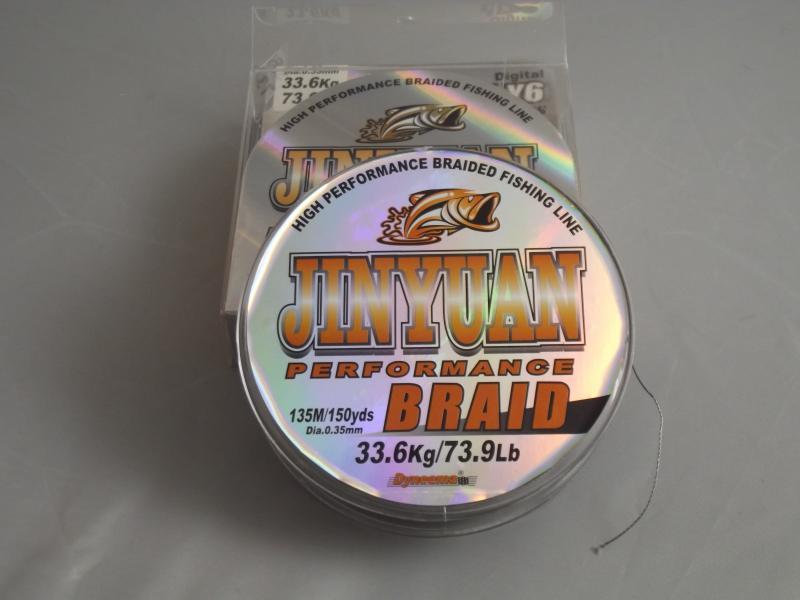 Dia.0.35mm
33.6Kg
Digital
X6
HIGH PERFORMANCE BRAIDED FISHING LINE
JINYUAN
HIGH PERFORMANCE BRAIDED FISHING LINE
JINYUAN
PERFORMANCE
BRAID
135M/150yds
Dia.0.35mm
33.6Kg/73.9Lb
Dyneema®